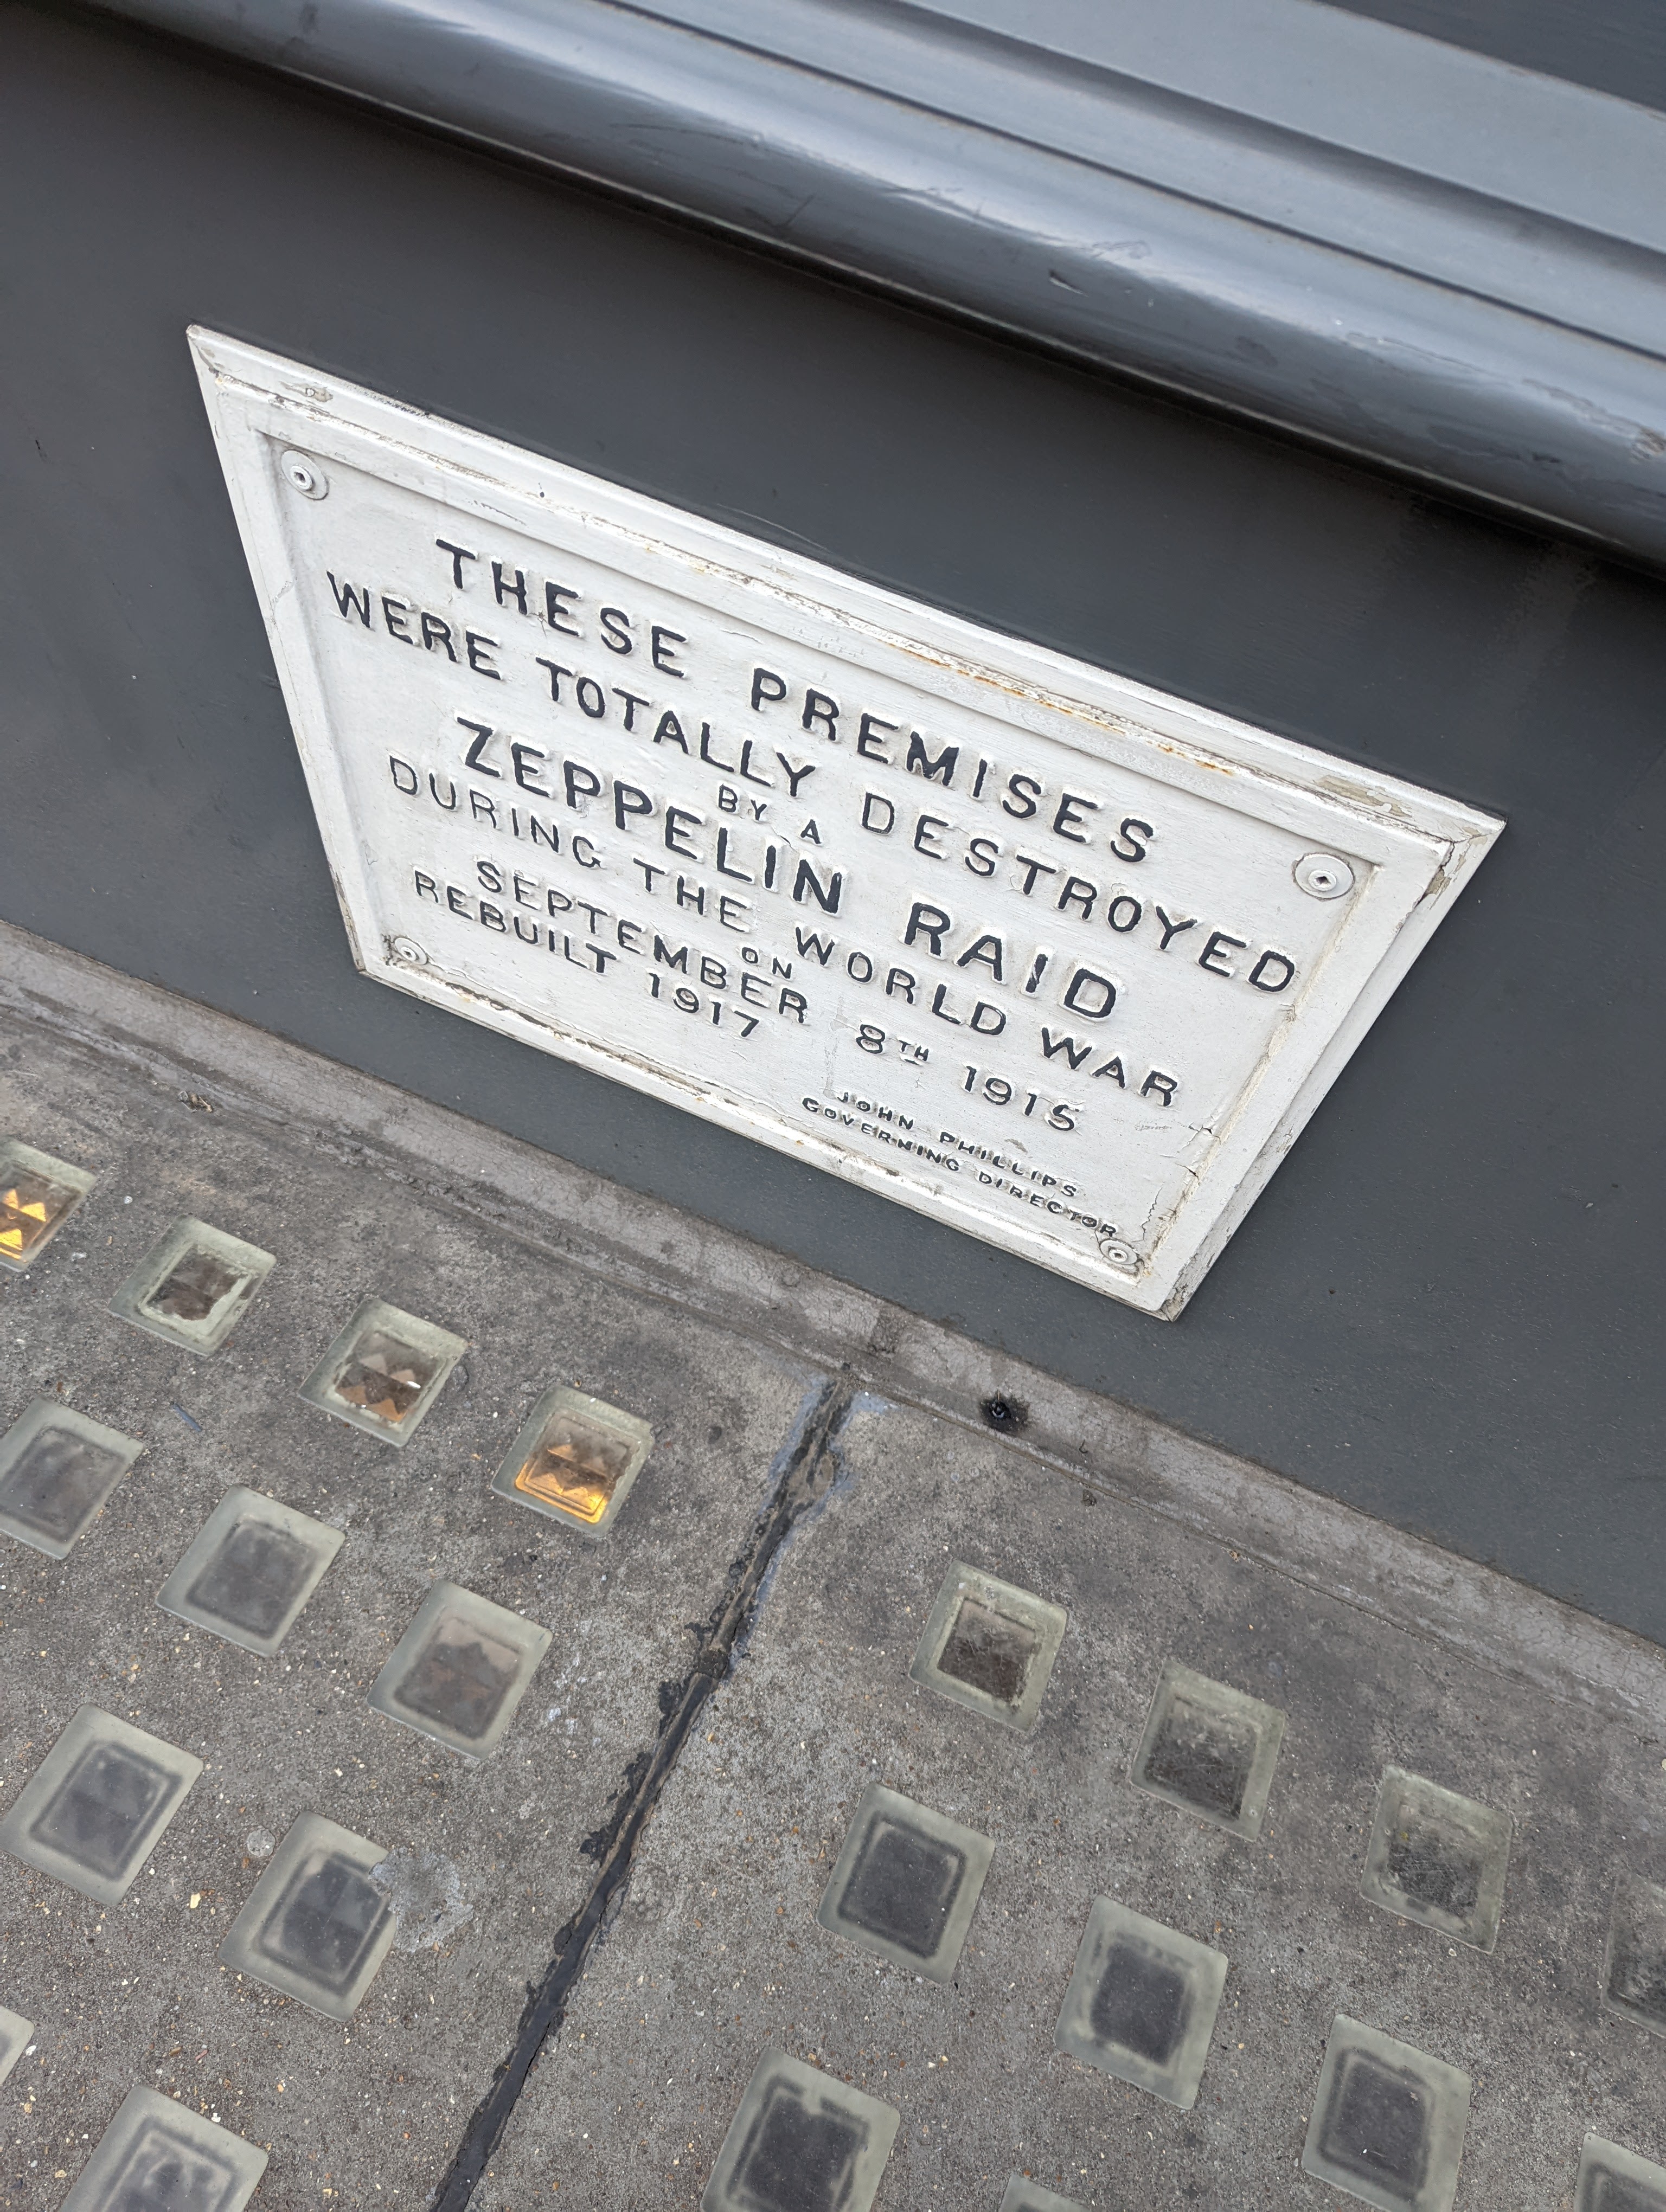 THESE PREMISES
WERE TOTALLY DESTROYED
BY A
ZEPPELIN RAID
DURING THE WORLD WAR
ON
SEPTEMBER 8TH 1915
REBUILT 1917
JOHN PHILLIPS
GOVERNING DIRECTOR